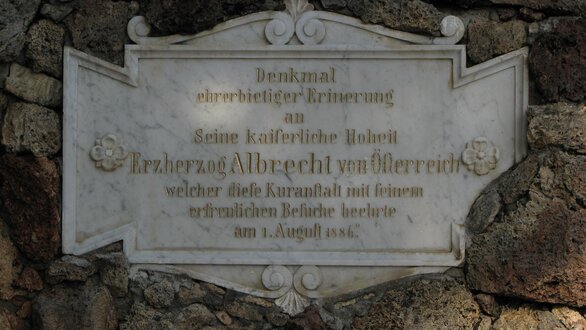 Denkmal
ehrerbietiger Erinerung
an
Seine kaiserliche Hoheit
Erzherzog Albrecht von Österreich
welcher diese Kuranstalt mit seinem
erfreulichen Besuche beehrte
am 1. August 1886.